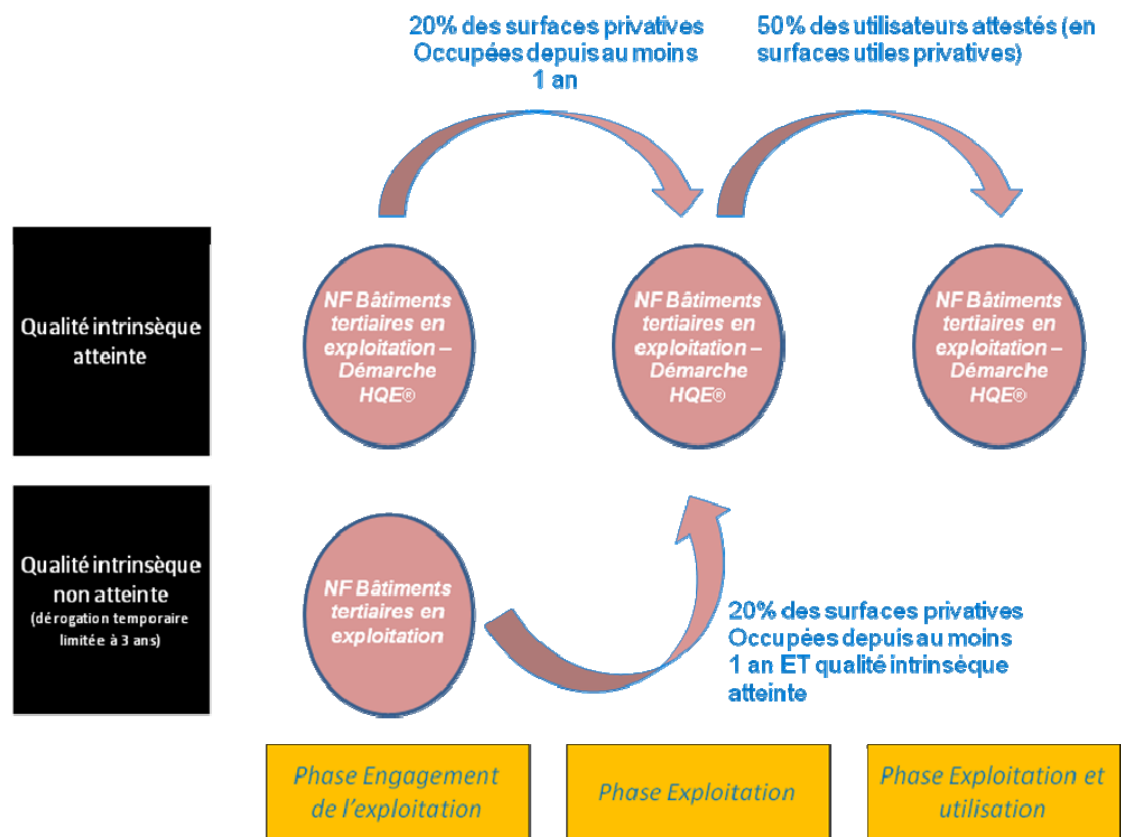 20% des surfaces privatives
Occupées depuis au moins
1 an
50% des utilisateurs attestés (en
surfaces utiles privatives)
Qualité intrinsèque
atteinte
NF Bâtiments
tertiaires en
exploitation –
Démarche
HQE®
NF Bâtiments
tertiaires en
exploitation –
Démarche
HQE®
NF Bâtiments
tertiaires en
exploitation –
Démarche
HQE®
Qualité intrinsèque
non atteinte
(dérogation temporaire
limitée à 3 ans)
NF Bâtiments
tertiaires en
exploitation
20% des surfaces privatives
Occupées depuis au moins
1 an ET qualité intrinsèque
atteinte
Phase Engagement
de l'exploitation
Phase Exploitation
Phase Exploitation et
utilisation